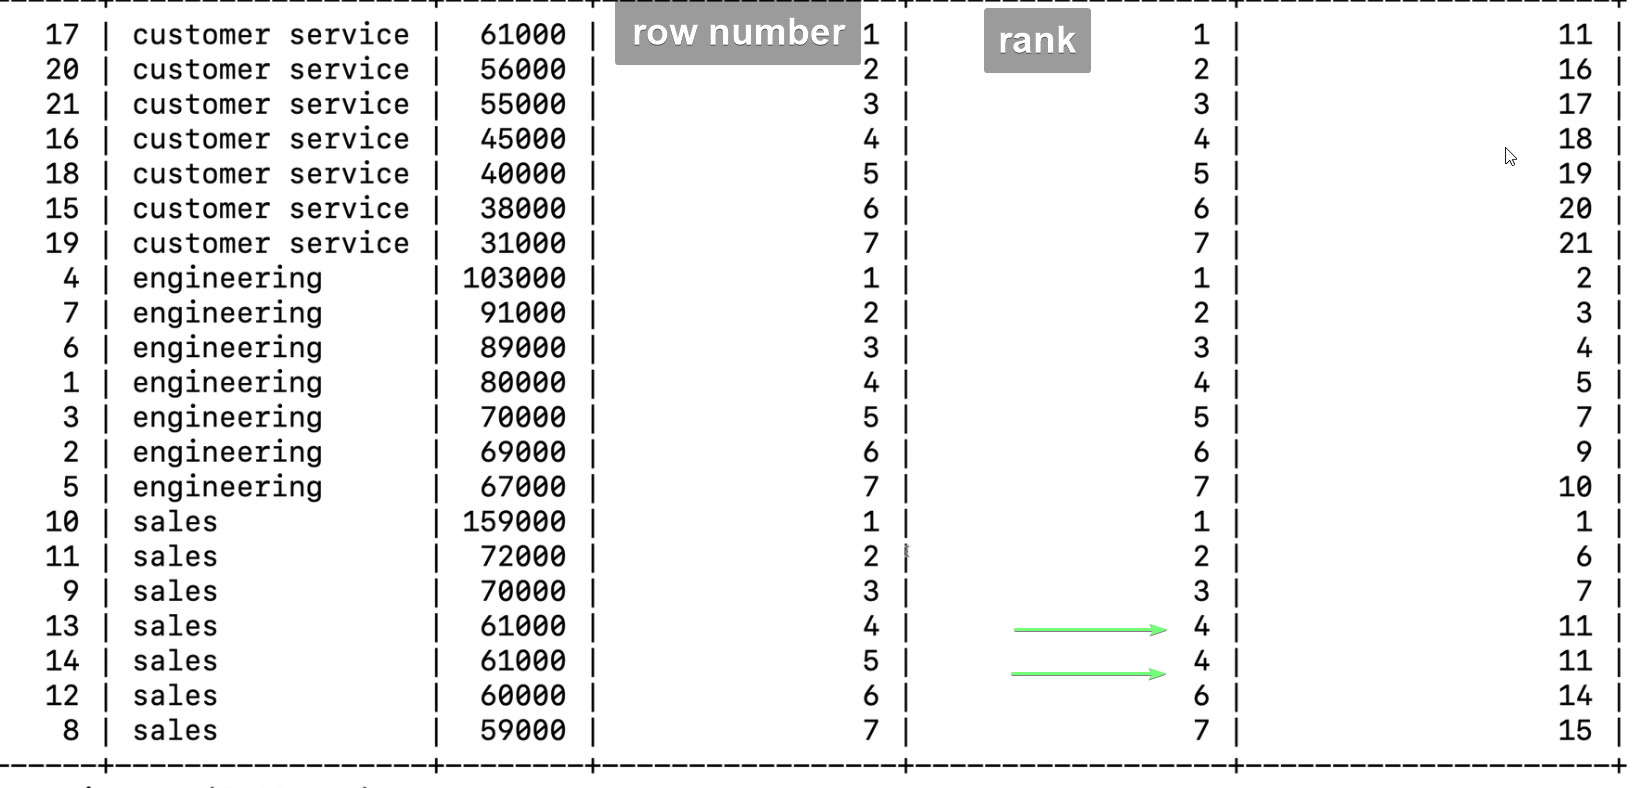 17 | customer service | 61000 | row number 1 | rank 1 | 11 |
20 | customer service | 56000 | 2 | 2 | 16 |
21 | customer service | 55000 | 3 | 3 | 17 |
16 | customer service | 45000 | 4 | 4 | 18 |
18 | customer service | 40000 | 5 | 5 | 19 |
15 | customer service | 38000 | 6 | 6 | 20 |
19 | customer service | 31000 | 7 | 7 | 21 |
4 | engineering | 103000 | 1 | 1 | 2 |
7 | engineering | 91000 | 2 | 2 | 3 |
6 | engineering | 89000 | 3 | 3 | 4 |
1 | engineering | 80000 | 4 | 4 | 5 |
3 | engineering | 70000 | 5 | 5 | 7 |
2 | engineering | 69000 | 6 | 6 | 9 |
5 | engineering | 67000 | 7 | 7 | 10 |
10 | sales | 159000 | 1 | 1 | 1 |
11 | sales | 72000 | 2 | 2 | 6 |
9 | sales | 70000 | 3 | 3 | 7 |
13 | sales | 61000 | 4 | 4 | 11 |
14 | sales | 61000 | 5 | 4 | 11 |
12 | sales | 60000 | 6 | 6 | 14 |
8 | sales | 59000 | 7 | 7 | 15 |